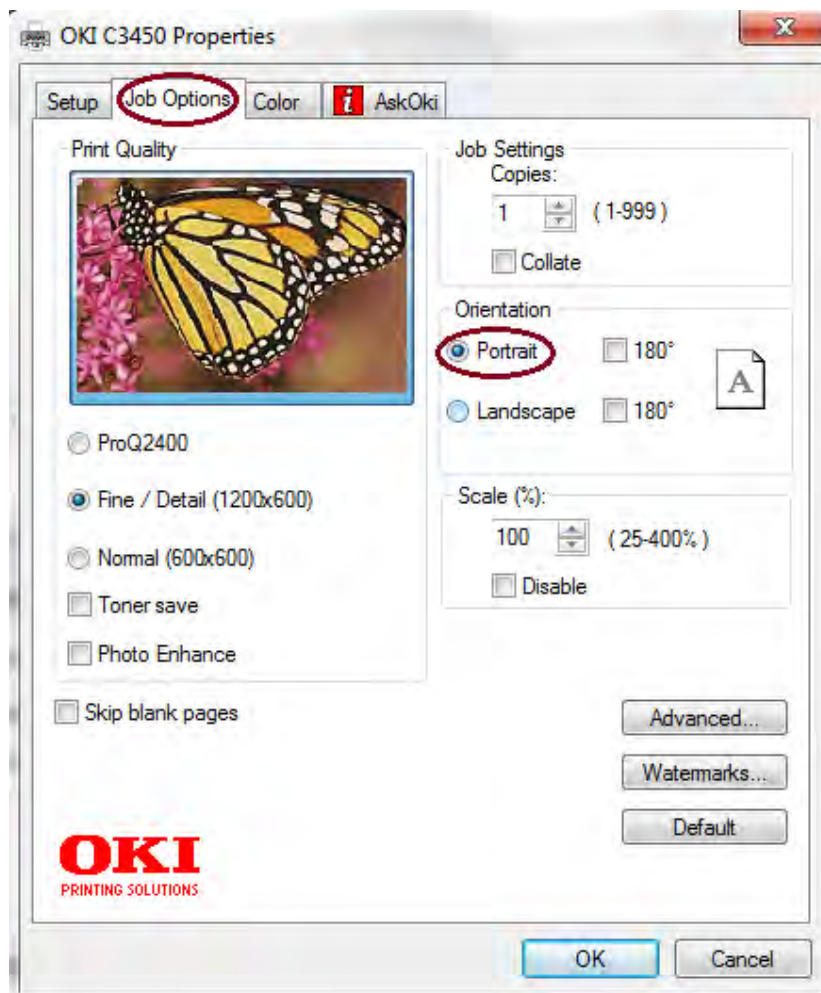 OKI C3450 Properties
X
Setup Job Options Color i AskOki
Print Quality
ProQ2400
Fine / Detail (1200x600)
Normal (600x600)
Toner save
Photo Enhance
Skip blank pages
Job Settings
Copies:
1 ( 1-999 )
Collate
Orientation
Portrait 180°
A
Landscape 180°
Scale (%):
100 ( 25-400% )
Disable
Advanced...
Watermarks...
Default
OKI
PRINTING SOLUTIONS
OK Cancel